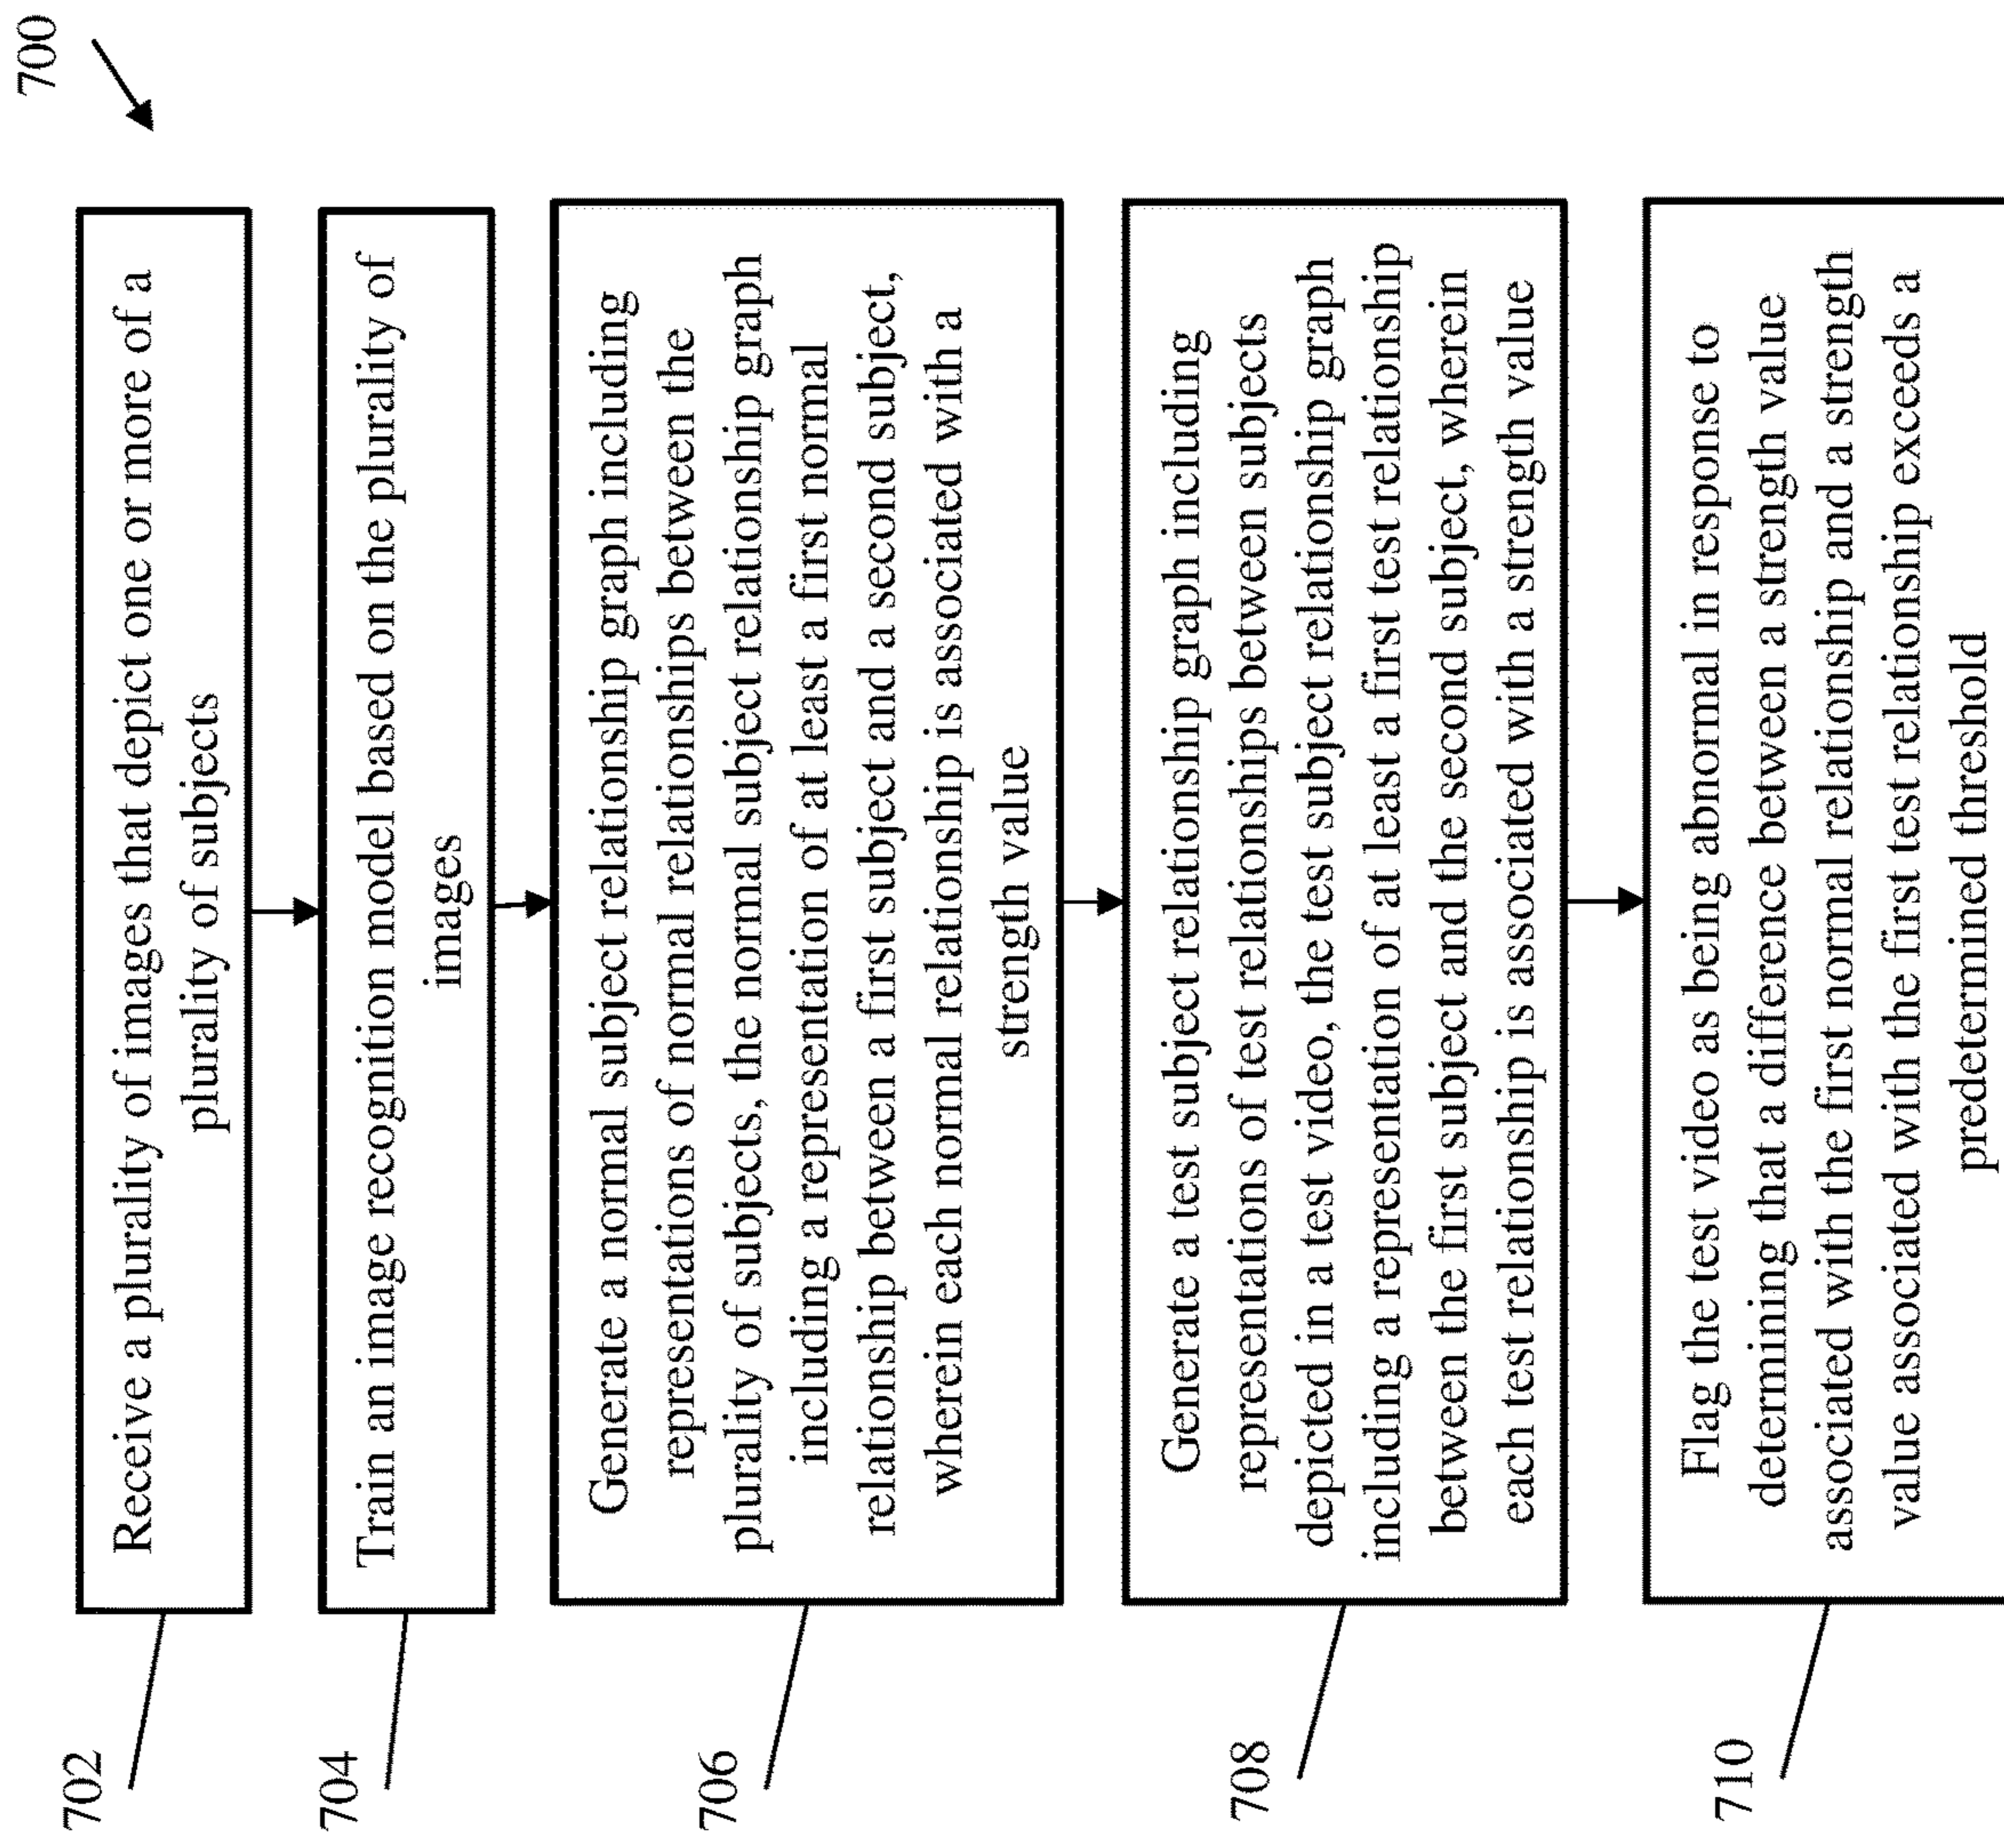 700
702
Receive a plurality of images that depict one or more of a
plurality of subjects
704
Train an image recognition model based on the plurality of
images
706
Generate a normal subject relationship graph including
representations of normal relationships between the
plurality of subjects, the normal subject relationship graph
including a representation of at least a first normal
relationship between a first subject and a second subject,
wherein each normal relationship is associated with a
strength value
708
Generate a test subject relationship graph including
representations of test relationships between subjects
depicted in a test video, the test subject relationship graph
including a representation of at least a first test relationship
between the first subject and the second subject, wherein
each test relationship is associated with a strength value
710
Flag the test video as being abnormal in response to
determining that a difference between a strength value
associated with the first normal relationship and a strength
value associated with the first test relationship exceeds a
predetermined threshold